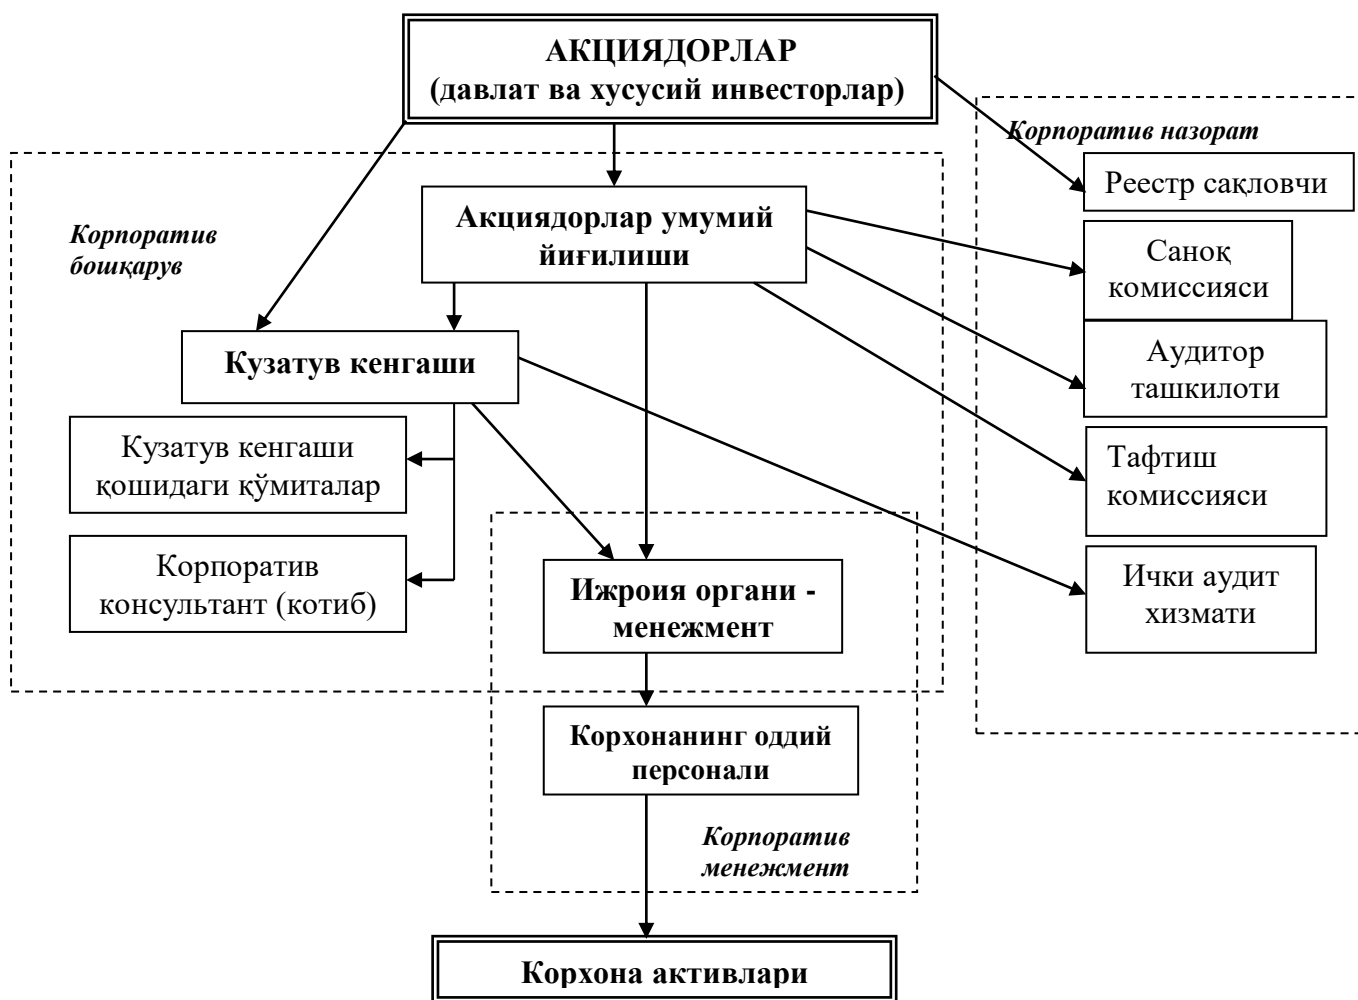 АКЦИЯДОРЛАР
(давлат ва хусусий инвесторлар)
Корпоратив назорат
Реестр сақловчи
Акциядорлар умумий
йиғилиши
Корпоратив
бошқарув
Саноқ
комиссияси
Кузатув кенгаши
Аудитор
ташкилоти
Кузатув кенгаши
қошидаги қўмиталар
Тафтиш
комиссияси
Корпоратив
консультант (котиб)
Ижроия органи -
менежмент
Ички аудит
хизмати
Корхонанинг оддий
персонали
Корпоратив
менежмент
Корхона активлари